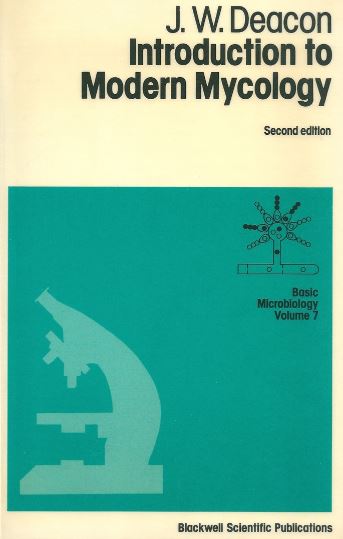 J. W. Deacon
Introduction to
Modern Mycology
Second edition
Basic
Microbiology
Volume 7
Blackwell Scientific Publications